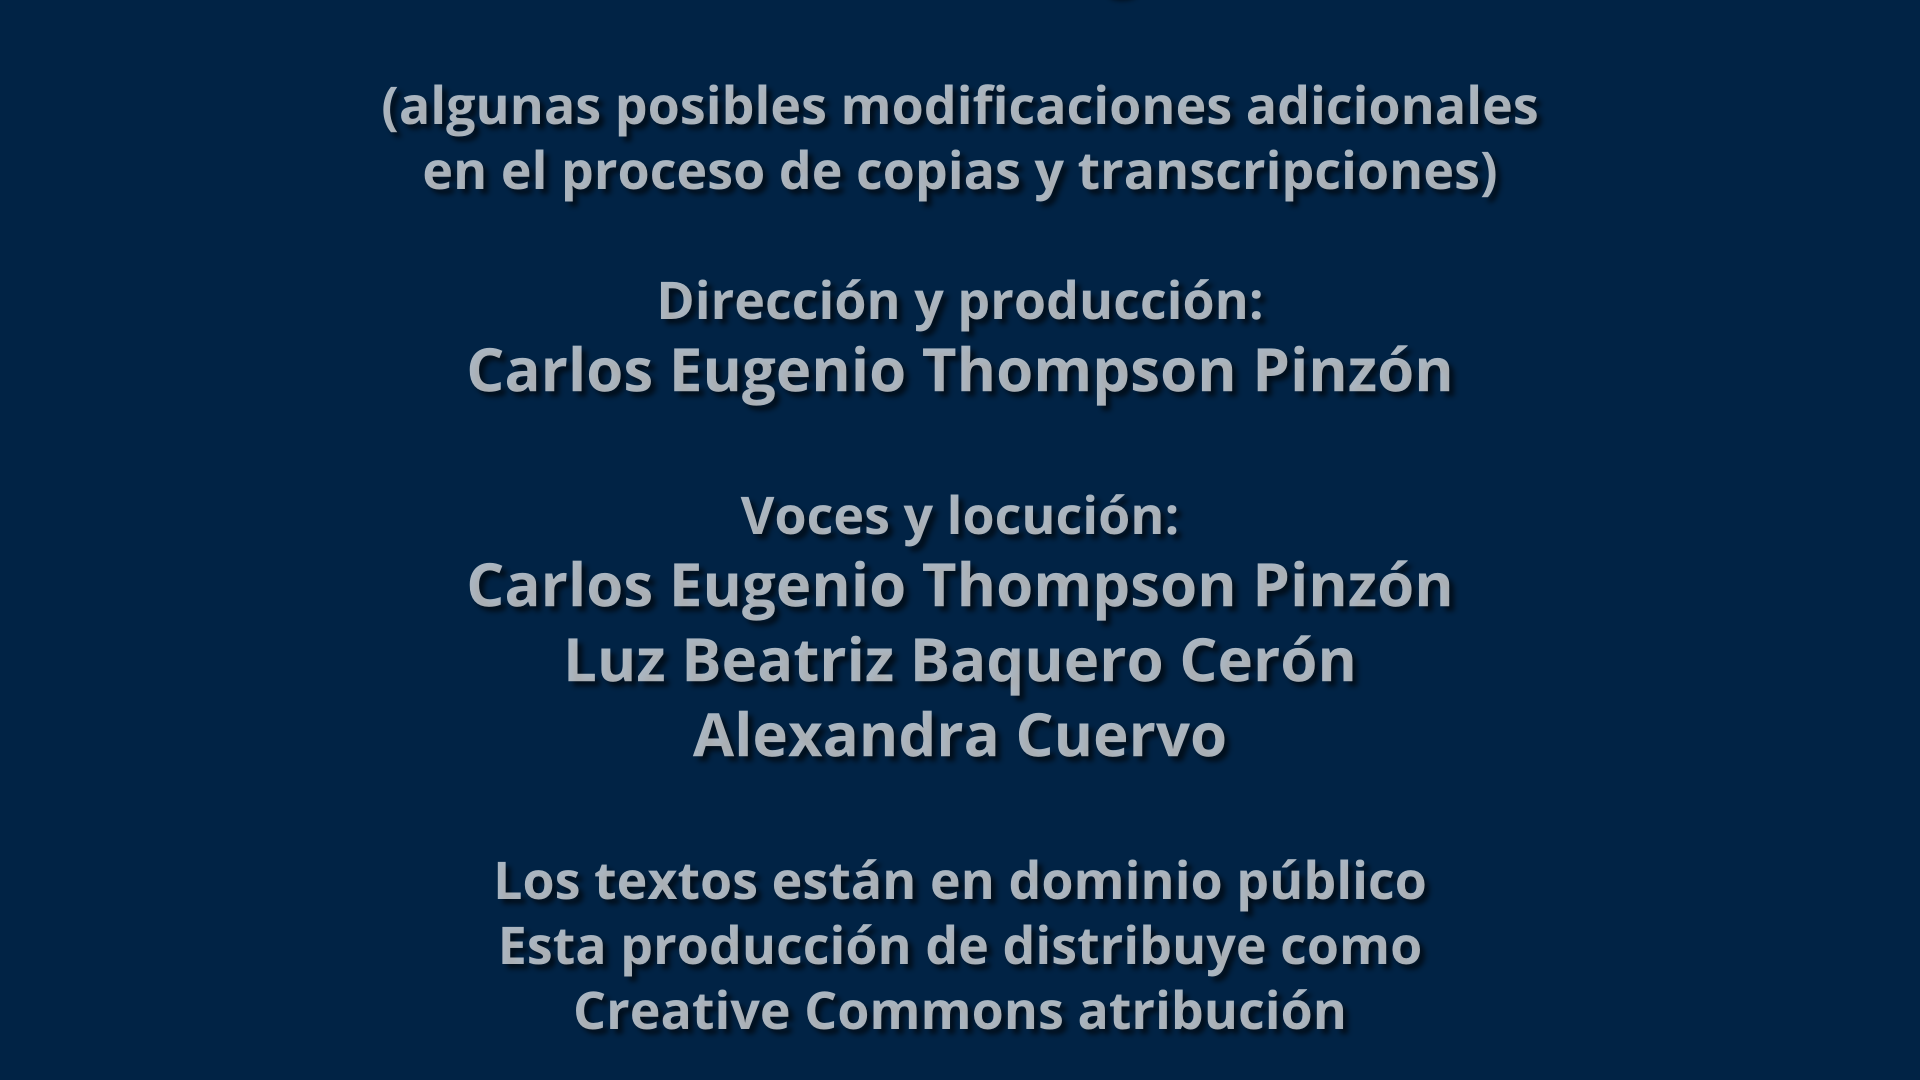 (algunas posibles modificaciones adicionales
en el proceso de copias y transcripciones)
Dirección y producción:
Carlos Eugenio Thompson Pinzón
Voces y locución:
Carlos Eugenio Thompson Pinzón
Luz Beatriz Baquero Cerón
Alexandra Cuervo
Los textos están en dominio público
Esta producción de distribuye como
Creative Commons atribución